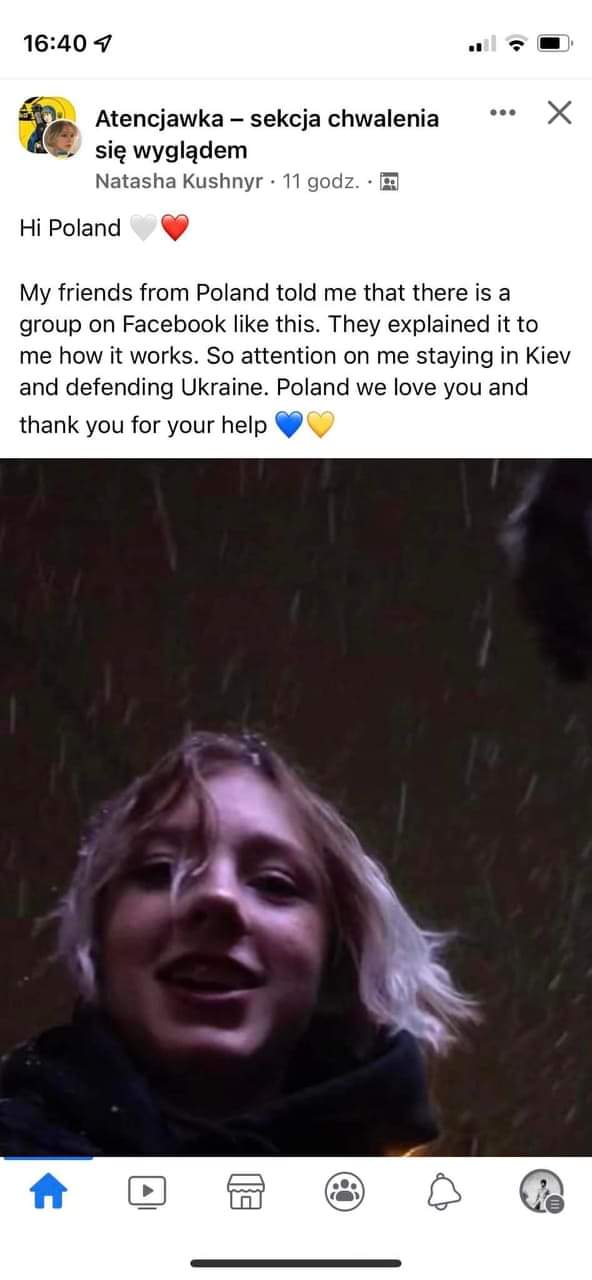 16:40
Atencjawka – sekcja chwalenia
się wyglądem
Natasha Kushnyr · 11 godz. ·
Hi Poland 🤍❤️
My friends from Poland told me that there is a
group on Facebook like this. They explained it to
me how it works. So attention on me staying in Kiev
and defending Ukraine. Poland we love you and
thank you for your help 💙💛